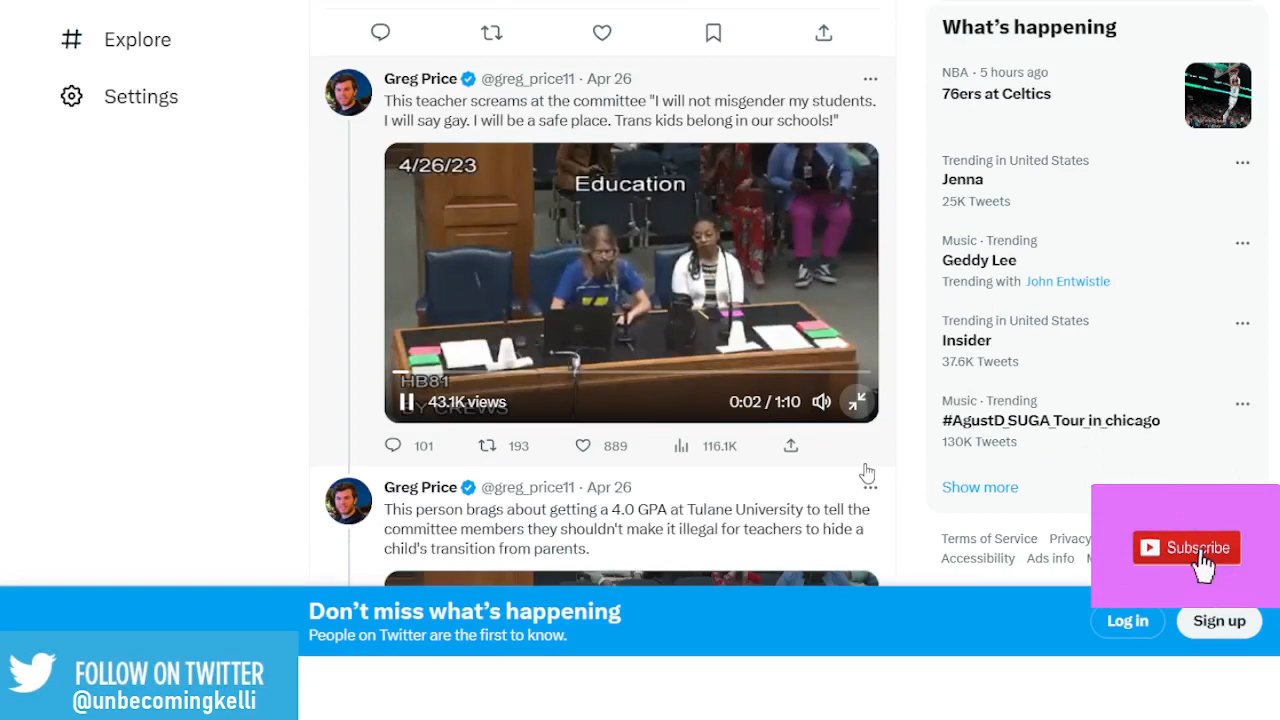 Explore
Settings
Greg Price @greg_price11 · Apr 26
This teacher screams at the committee "I will not misgender my students.
I will say gay. I will be a safe place. Trans kids belong in our schools!"
4/26/23
Education
HB81
BY CREWS
43.1K views
0:02 / 1:10
101
193
889
116.1K
Greg Price @greg_price11 · Apr 26
This person brags about getting a 4.0 GPA at Tulane University to tell the
committee members they shouldn't make it illegal for teachers to hide a
child's transition from parents.
What's happening
NBA · 5 hours ago
76ers at Celtics
Trending in United States
Jenna
25K Tweets
Music · Trending
Geddy Lee
Trending with John Entwistle
Trending in United States
Insider
37.6K Tweets
Music · Trending
#AgustD_SUGA_Tour_in_chicago
130K Tweets
Show more
Terms of Service Privacy
Accessibility Ads info
Subscribe
Don't miss what's happening
People on Twitter are the first to know.
Log in
Sign up
FOLLOW ON TWITTER
@unbecomingkelli